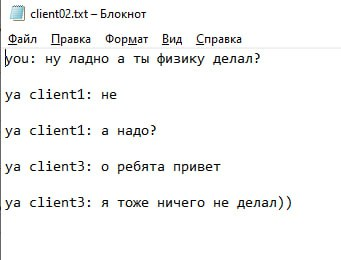 client02.txt – Блокнот
Файл Правка Формат Вид Справка
you: ну ладно а ты физику делал?
ya client1: не
ya client1: а надо?
ya client3: о ребята привет
ya client3: я тоже ничего не делал))